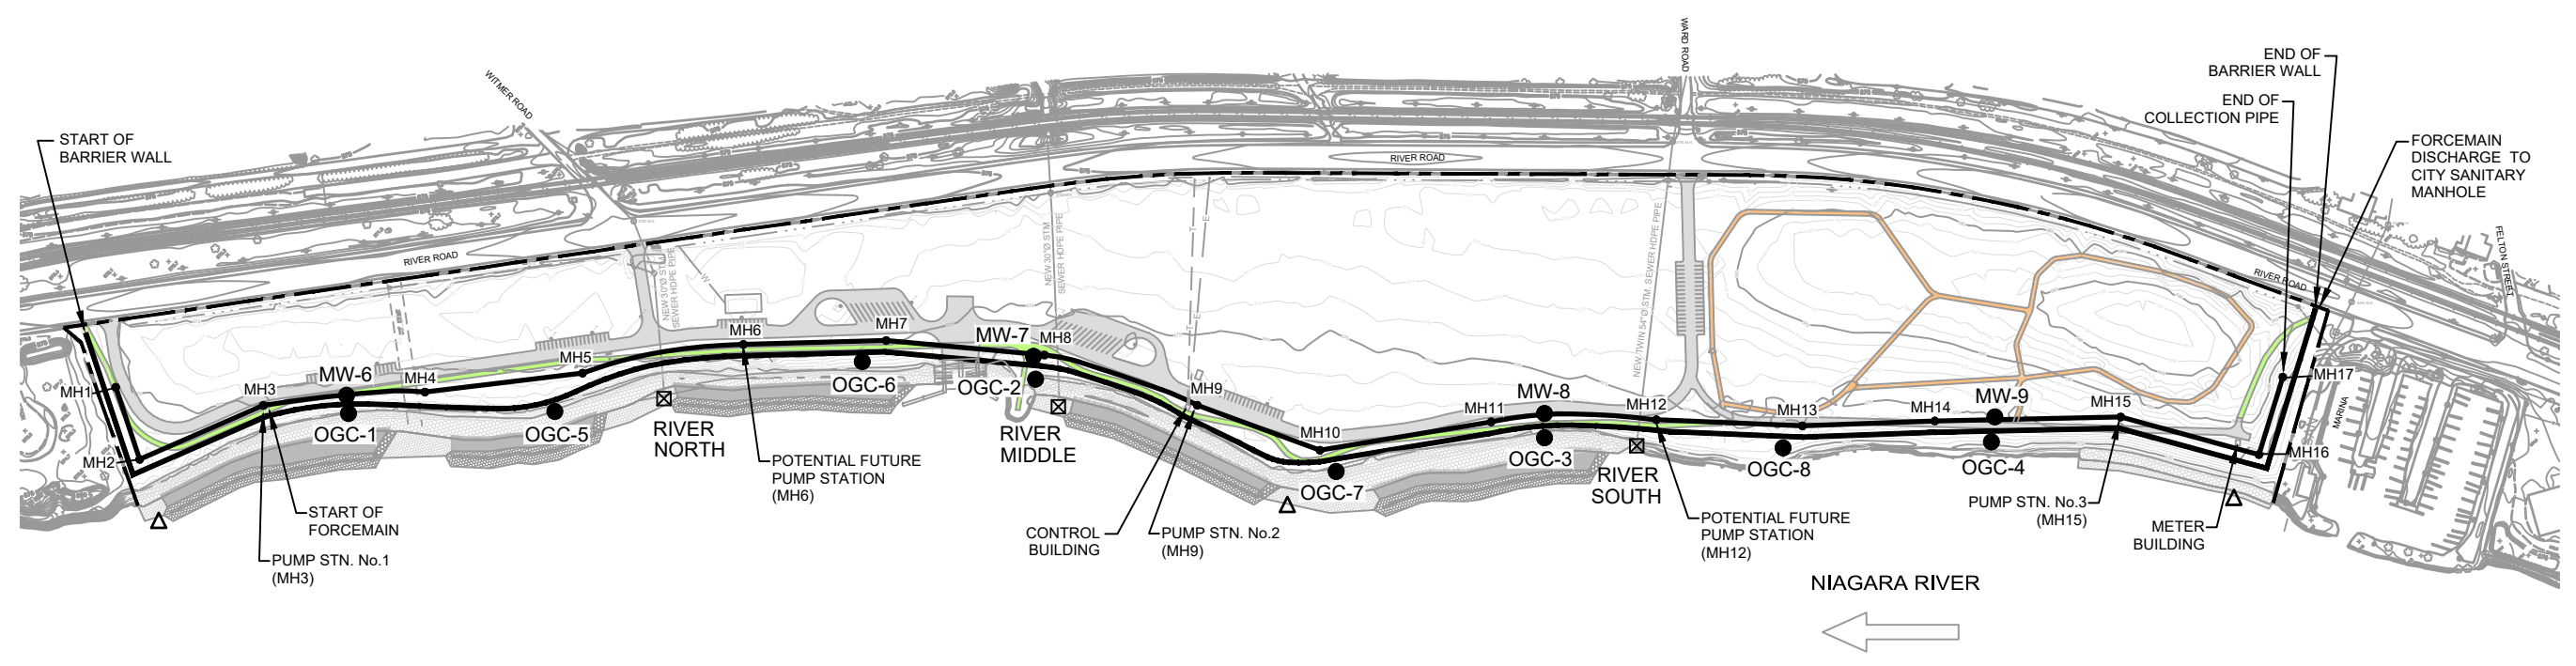 WARD ROAD
WITMER ROAD
END OF
BARRIER WALL
END OF
COLLECTION PIPE
START OF
BARRIER WALL
FORCEMAIN
DISCHARGE TO
CITY SANITARY
MANHOLE
RIVER ROAD
RIVER ROAD
RIVER ROAD
FELTON STREET
NEW 30"Ø STM.
SEWER HDPE PIPE
NEW 30"Ø STM.
SEWER HDPE PIPE
NEW TWIN 54"Ø STM. SEWER HDPE PIPE
W
T
E
T
E
MH1
MH2
MH3
MW-6
MH4
MH5
MH6
MH7
MW-7
MH8
MH9
MH10
MH11
MW-8
MH12
MH13
MH14
MW-9
MH15
MH16
MH17
MARINA
OGC-1
OGC-5
OGC-6
OGC-2
OGC-7
OGC-3
OGC-8
OGC-4
RIVER
NORTH
RIVER
MIDDLE
RIVER
SOUTH
START OF
FORCEMAIN
PUMP STN. No.1
(MH3)
POTENTIAL FUTURE
PUMP STATION
(MH6)
CONTROL
BUILDING
PUMP STN. No.2
(MH9)
POTENTIAL FUTURE
PUMP STATION
(MH12)
PUMP STN. No.3
(MH15)
METER
BUILDING
NIAGARA RIVER